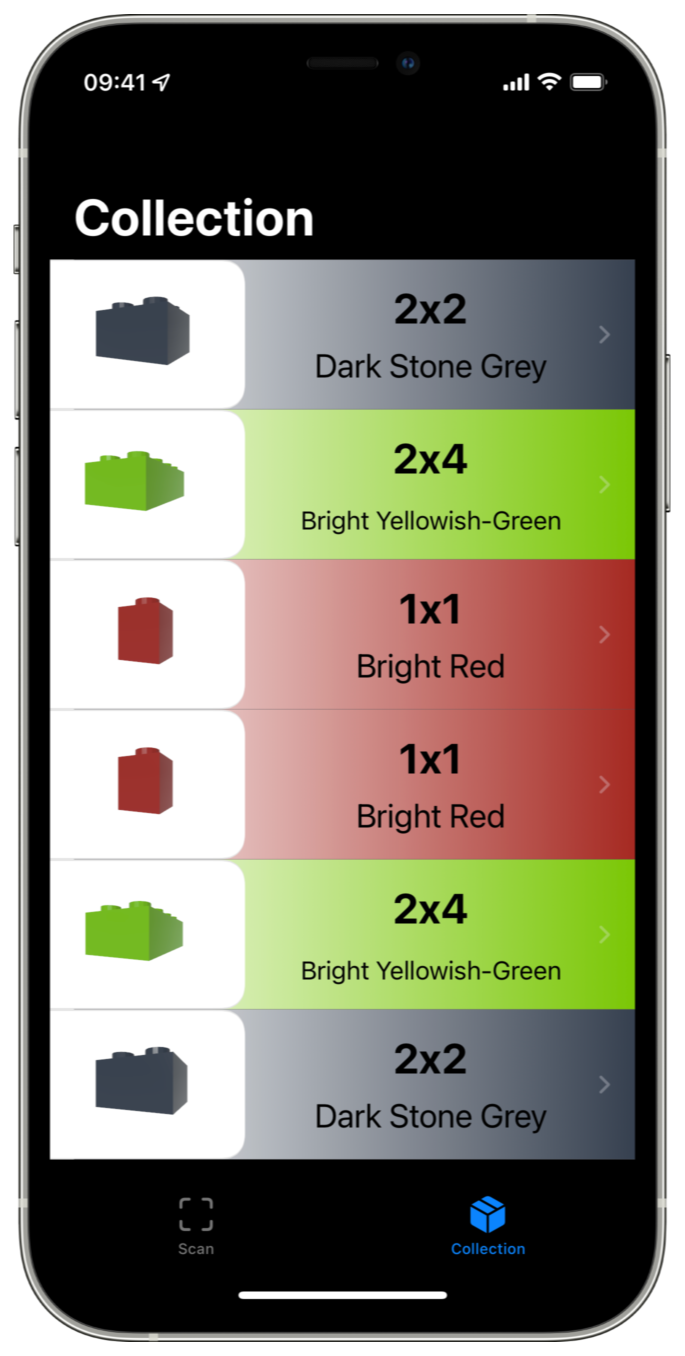 09:41
Collection
2x2
Dark Stone Grey
2x4
Bright Yellowish-Green
1x1
Bright Red
1x1
Bright Red
2x4
Bright Yellowish-Green
2x2
Dark Stone Grey
Scan
Collection